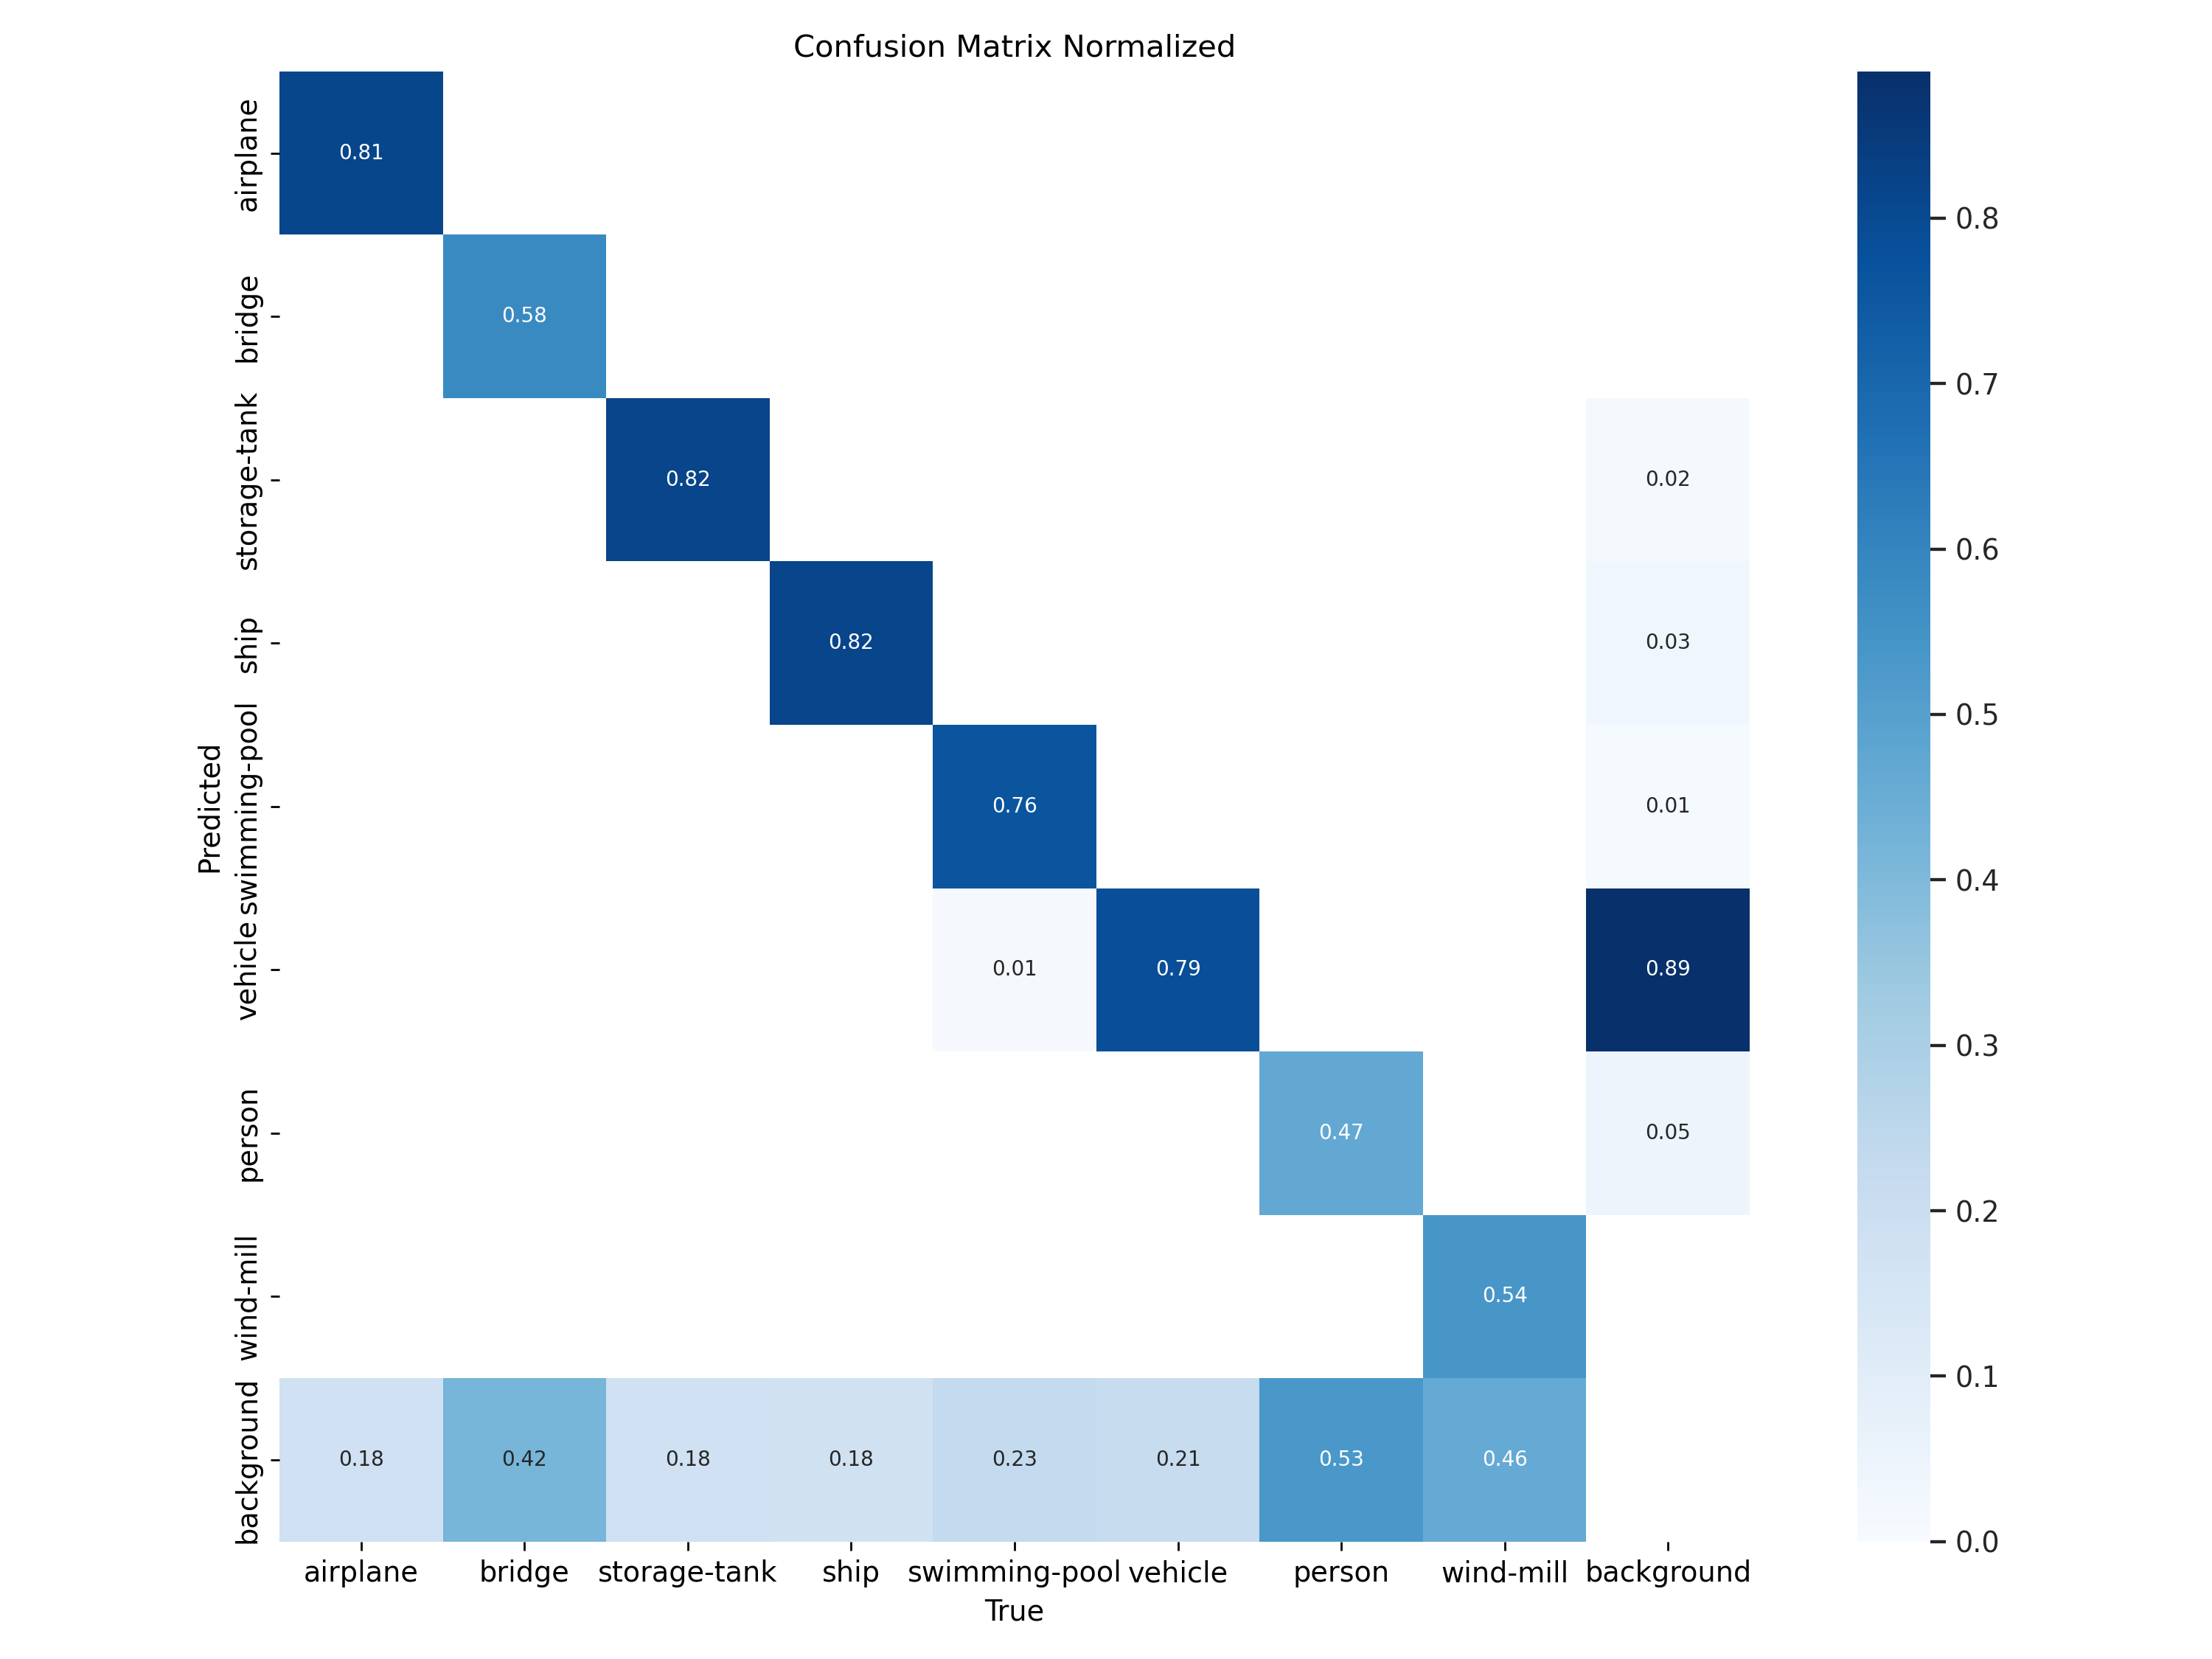 Confusion Matrix Normalized
airplane
0.81
bridge
0.58
storage-tank
0.82
0.02
ship
0.82
0.03
swimming-pool
0.76
0.01
vehicle
0.01
0.79
0.89
person
0.47
0.05
wind-mill
0.54
background
0.18
0.42
0.18
0.18
0.23
0.21
0.53
0.46
Predicted
airplane bridge storage-tank ship swimming-pool vehicle person wind-mill background
True
0.8
0.7
0.6
0.5
0.4
0.3
0.2
0.1
0.0